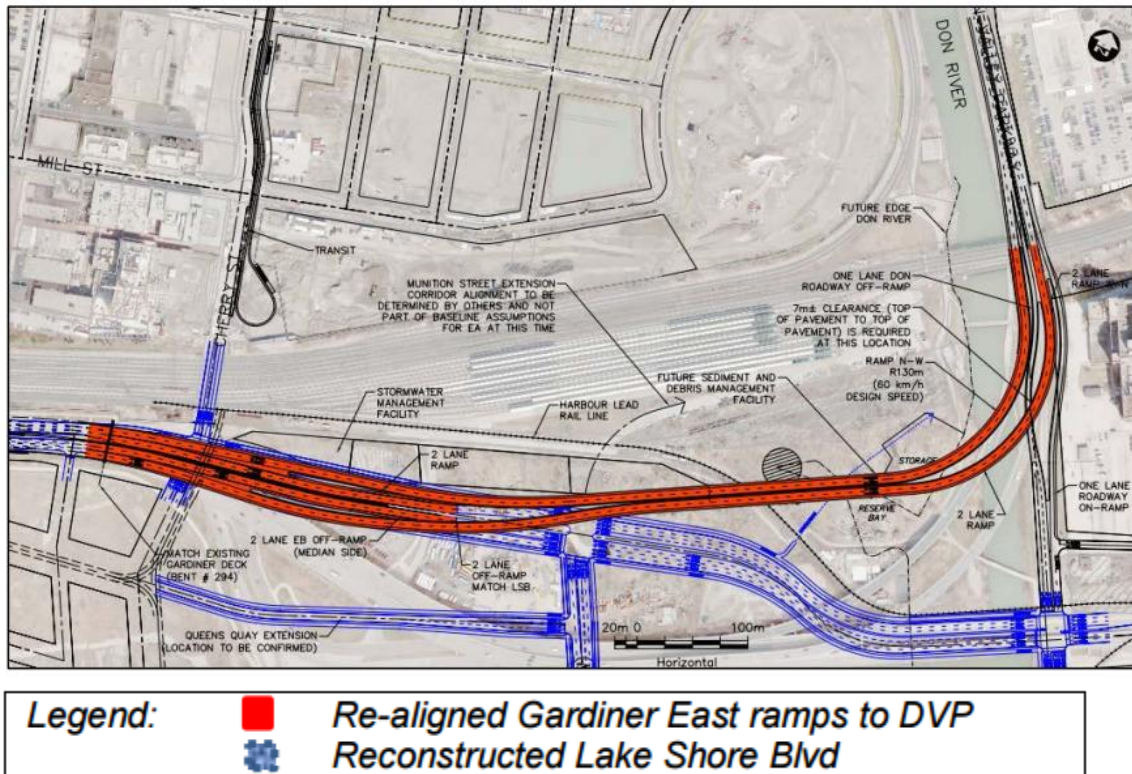 DON RIVER
MILL ST
CHERRY ST
TRANSIT
FUTURE EDGE
DON RIVER
MUNITION STREET EXTENSION
CORRIDOR ALIGNMENT TO BE
DETERMINED BY OTHERS AND NOT
PART OF BASELINE ASSUMPTIONS
FOR EA AT THIS TIME
ONE LANE DON
ROADWAY OFF-RAMP
2 LANE
7m± CLEARANCE (TOP
OF PAVEMENT TO TOP OF
PAVEMENT) IS REQUIRED
AT THIS LOCATION
RAMP N-W
R130m
(60 km/h
DESIGN SPEED)
STORMWATER
MANAGEMENT
FACILITY
FUTURE SEDIMENT AND
DEBRIS MANAGEMENT
FACILITY
HARBOUR LEAD
RAIL LINE
2 LANE
RAMP
STORAGE
RESERVE
BAY
2 LANE
RAMP
ONE LANE
ROADWAY
ON-RAMP
2 LANE EB OFF-RAMP
(MEDIAN SIDE)
MATCH EXISTING
GARDINER DECK
(BENT # 294)
2 LANE
OFF-RAMP
MATCH LSB
QUEENS QUAY EXTENSION
(LOCATION TO BE CONFIRMED)
20m 0 100m
Horizontal
Legend:
Re-aligned Gardiner East ramps to DVP
Reconstructed Lake Shore Blvd